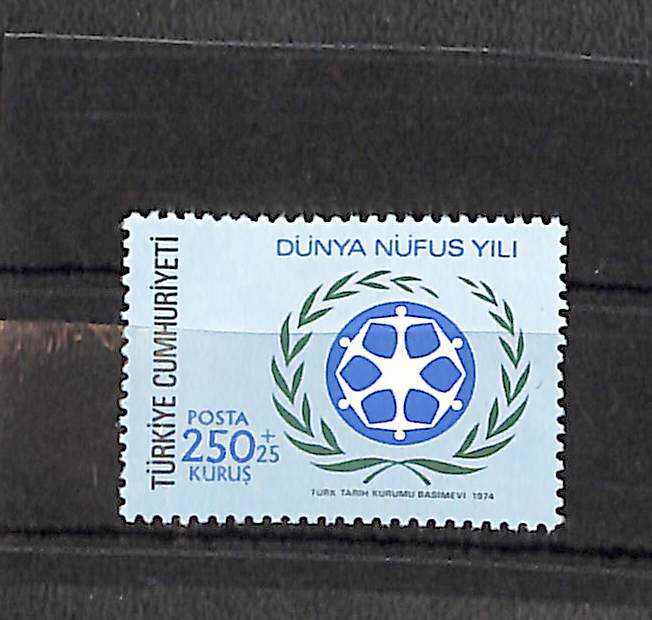 DÜNYA NÜFUS YILI
TÜRKİYE CUMHURİYETİ
POSTA
250+25
KURUŞ
TÜRK TARİH KURUMU BASIMEVİ 1974